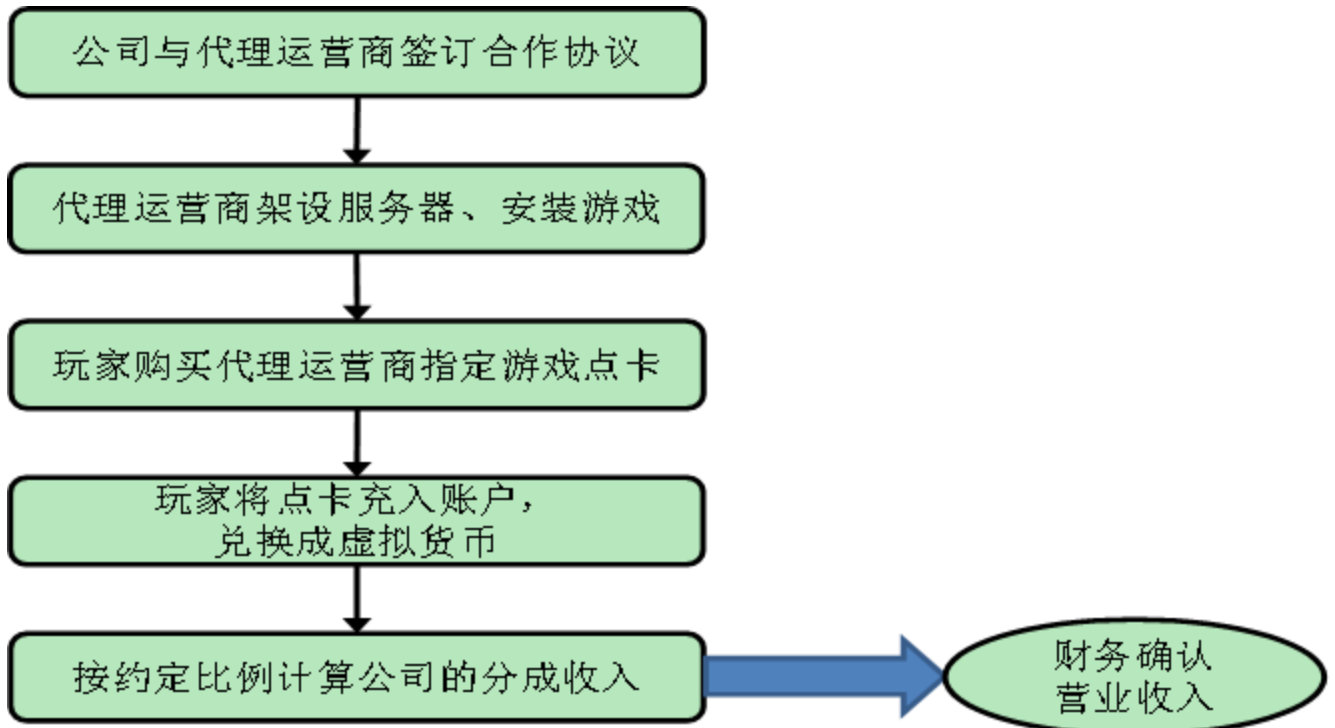 公司与代理运营商签订合作协议
代理运营商架设服务器、安装游戏
玩家购买代理运营商指定游戏点卡
玩家将点卡充入账户，
兑换成虚拟货币
按约定比例计算公司的分成收入
财务确认
营业收入